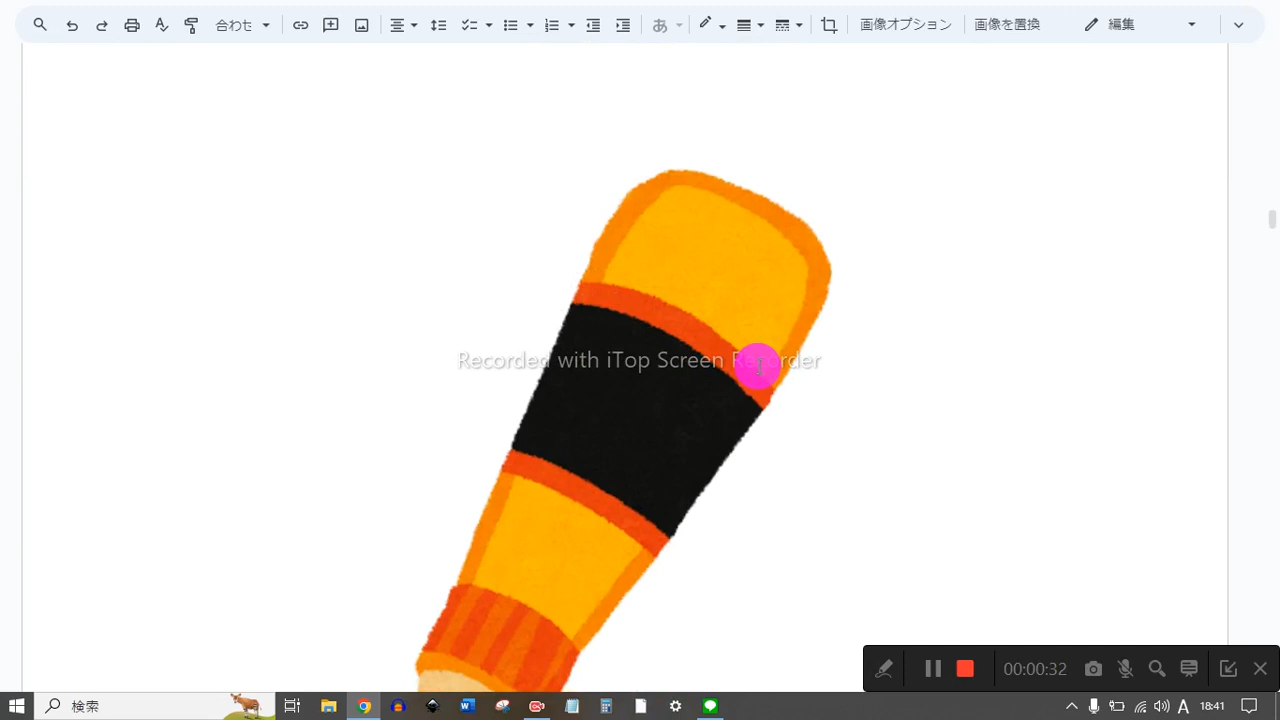 合わせ
あ
画像オプション
画像を置換
編集
Recorded with iTop Screen Recorder
00:00:32
検索
A
18:41